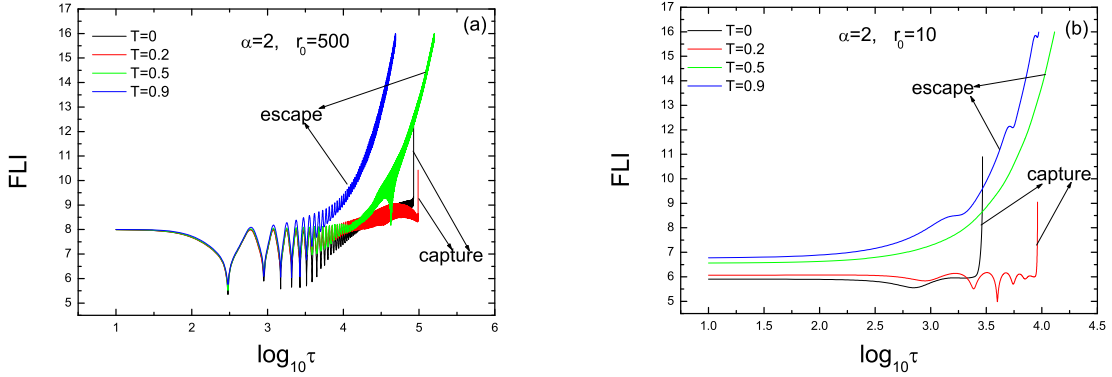 (a)
α=2, r₀=500
T=0
T=0.2
T=0.5
T=0.9
escape
capture
FLI
17
16
15
14
13
12
11
10
9
8
7
6
5
0
1
2
3
4
5
6
log₁₀τ
(b)
α=2, r₀=10
T=0
T=0.2
T=0.5
T=0.9
escape
capture
FLI
17
16
15
14
13
12
11
10
9
8
7
6
5
1.0
1.5
2.0
2.5
3.0
3.5
4.0
4.5
log₁₀τ